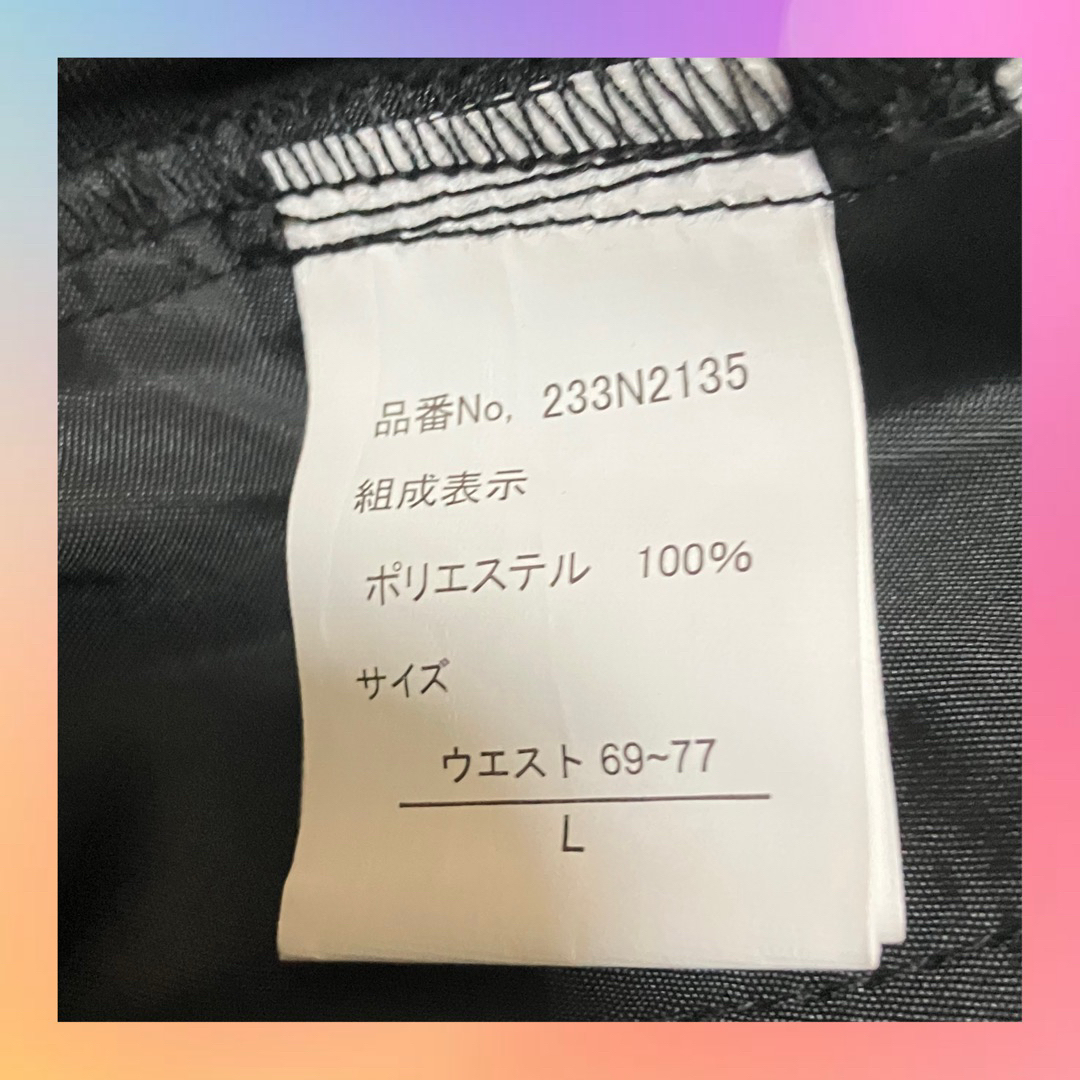 品番No, 233N2135
組成表示
ポリエステル 100%
サイズ
ウエスト 69~77
L